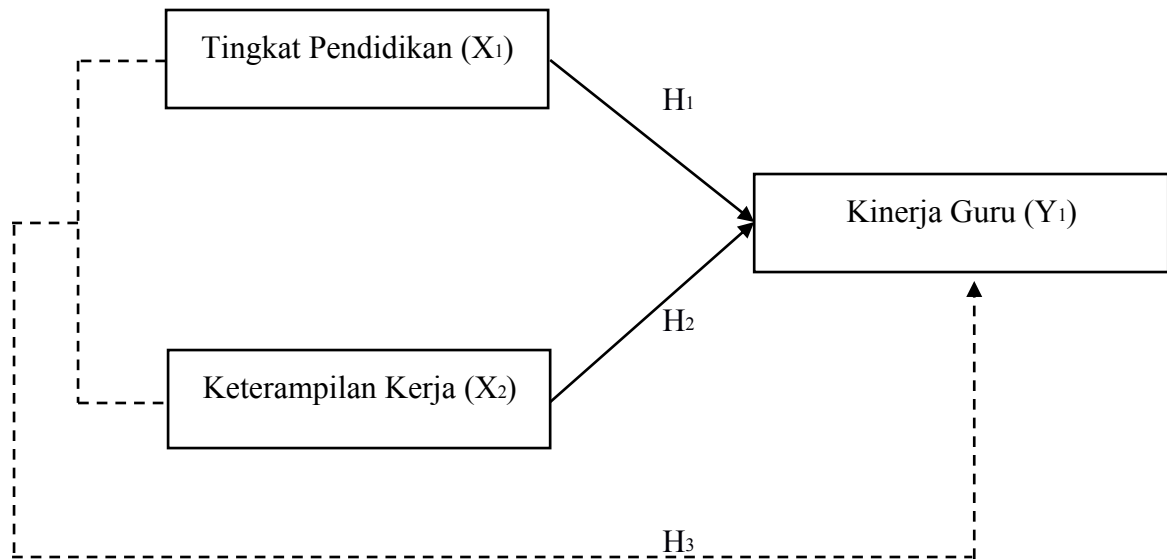 Tingkat Pendidikan (X₁)
H₁
Kinerja Guru (Y₁)
H₂
Keterampilan Kerja (X₂)
H₃